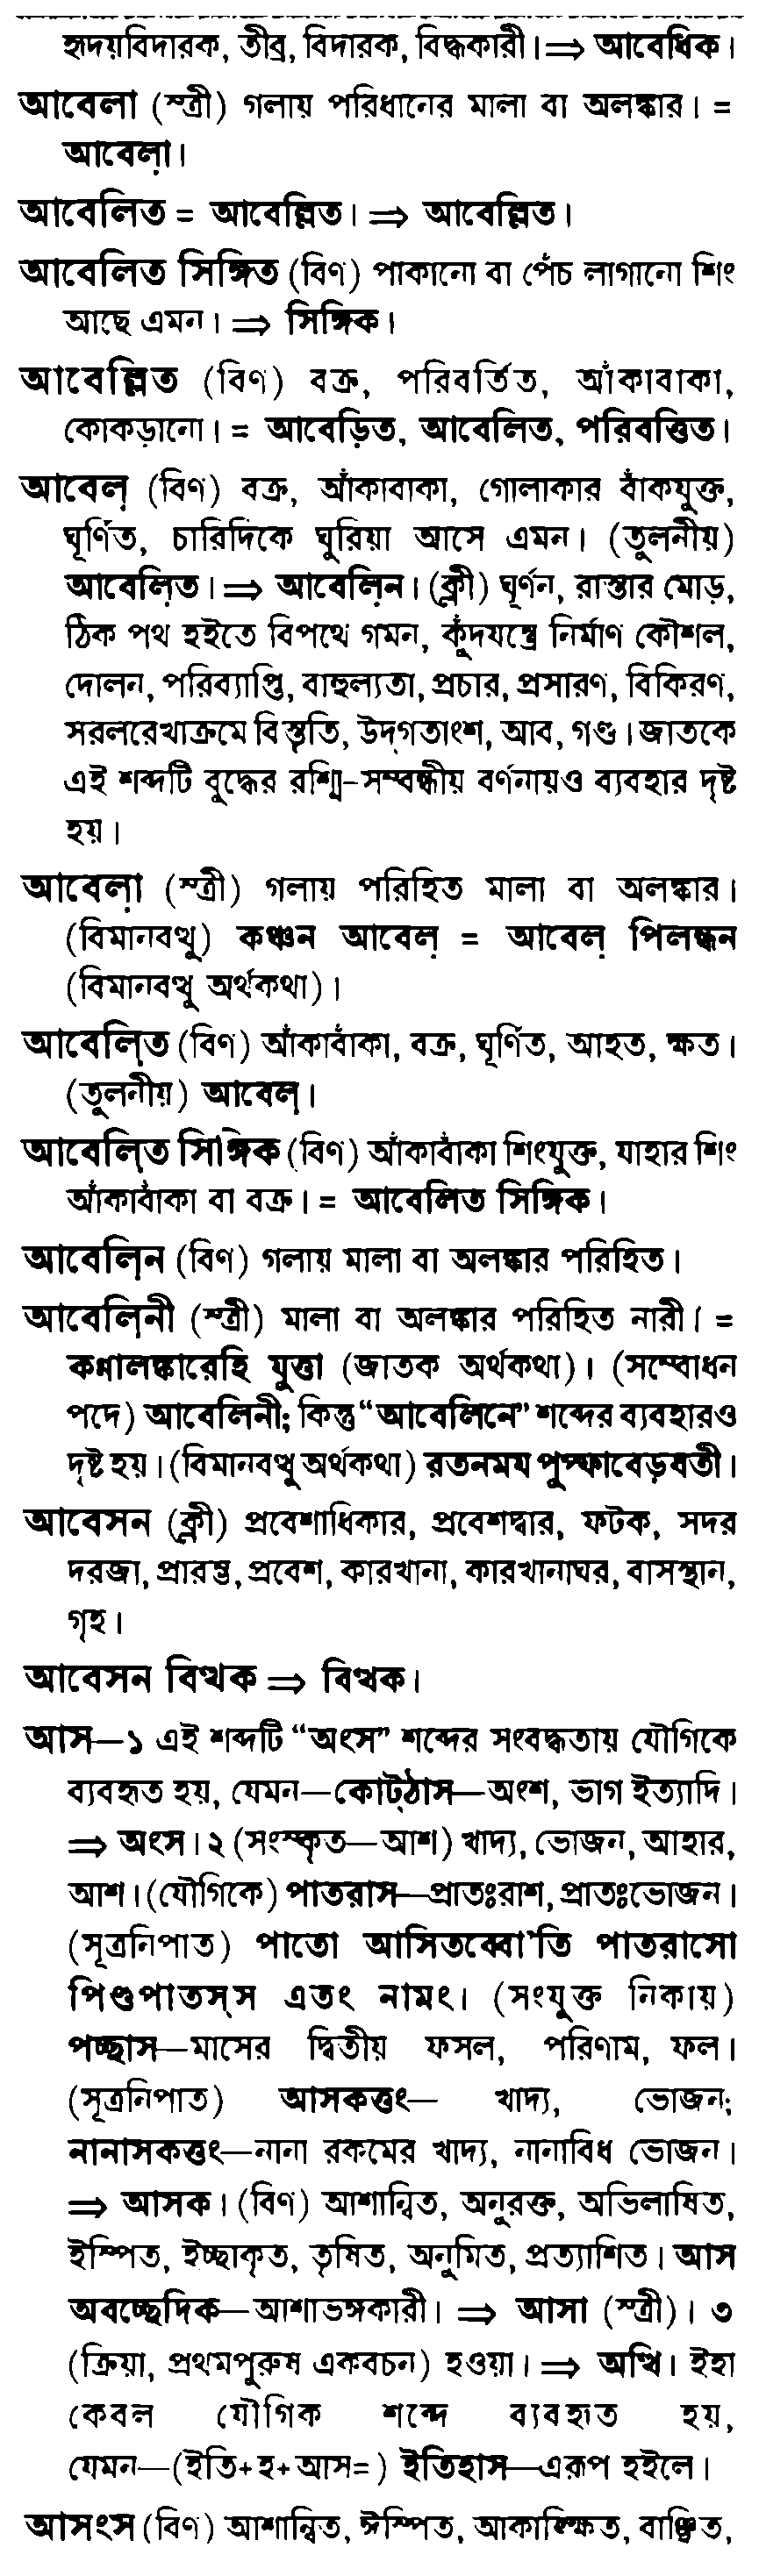 হৃদয়বিদারক, তীব্র, বিদারক, বিদ্ধকারী।⇒ আবেধিক।
আবেলা (স্ত্রী) গলায় পরিধানের মালা বা অলঙ্কার। =
আবেল়া।
আবেলিত = আবেল্লিত। ⇒ আবেল্লিত।
আবেলিত সিঙ্গিত (বিণ) পাকানো বা পেঁচ লাগানো শিং
আছে এমন। ⇒ সিঙ্গিক।
আবেল্লিত (বিণ) বক্র, পরিবর্তিত, আঁকাবাকা,
কোকড়ানো। = আবেড়িত, আবেলিত, পরিবত্তিত।
আবেল় (বিণ) বক্র, আঁকাবাকা, গোলাকার বাঁকযুক্ত,
ঘূর্ণিত, চারিদিকে ঘুরিয়া আসে এমন। (তুলনীয়)
আবেল়িত। ⇒ আবেল়িন। (ক্লী) ঘূর্ণন, রাস্তার মোড়,
ঠিক পথ হইতে বিপথে গমন, কুঁদযন্ত্রে নির্মাণ কৌশল,
দোলন, পরিব্যাপ্তি, বাহুল্যতা, প্রচার, প্রসারণ, বিকিরণ,
সরলরেখাক্রমে বিস্তৃতি, উদ্গতাংশ, আব, গণ্ড। জাতকে
এই শব্দটি বুদ্ধের রশ্মি-সম্বন্ধীয় বর্ণনায়ও ব্যবহার দৃষ্ট
হয়।
আবেল়া (স্ত্রী) গলায় পরিহিত মালা বা অলঙ্কার।
(বিমানবত্থু) কঞ্চন আবেল় = আবেল় পিলন্ধন
(বিমানবত্থু অর্থকথা)।
আবেল়িত (বিণ) আঁকাবাঁকা, বক্র, ঘূর্ণিত, আহত, ক্ষত।
(তুলনীয়) আবেল়।
আবেল়িত সিঙ্গিক (বিণ) আঁকাবাঁকা শিংযুক্ত, যাহার শিং
আঁকাবাঁকা বা বক্র। = আবেলিত সিঙ্গিক।
আবেল়িন (বিণ) গলায় মালা বা অলঙ্কার পরিহিত।
আবেল়িনী (স্ত্রী) মালা বা অলঙ্কার পরিহিত নারী। =
কন্নালঙ্কারেহি যুত্তা (জাতক অর্থকথা)। (সম্বোধন
পদে) আবেলিনী; কিন্তু “আবেলিনে” শব্দের ব্যবহারও
দৃষ্ট হয়। (বিমানবত্থু অর্থকথা) রতনময পুপ্ফাবেড়বতী।
আবেসন (ক্লী) প্রবেশাধিকার, প্রবেশদ্বার, ফটক, সদর
দরজা, প্রারম্ভ, প্রবেশ, কারখানা, কারখানাঘর, বাসস্থান,
গৃহ।
আবেসন বিত্থক ⇒ বিত্থক।
আস—১ এই শব্দটি “অংস” শব্দের সংবদ্ধতায় যৌগিকে
ব্যবহৃত হয়, যেমন—কোট্ঠাস—অংশ, ভাগ ইত্যাদি।
⇒ অংস। ২ (সংস্কৃত—আশ) খাদ্য, ভোজন, আহার,
আশ। (যৌগিকে) পাতরাস—প্রাতঃরাশ, প্রাতঃভোজন।
(সূত্রনিপাত) পাতো আসিতব্বো'তি পাতরাসো
পিণ্ডপাতস্স এতং নামং। (সংযুক্ত নিকায়)
পচ্ছাস—মাসের দ্বিতীয় ফসল, পরিণাম, ফল।
(সূত্রনিপাত) আসকত্তং— খাদ্য, ভোজন;
নানাসকত্তং—নানা রকমের খাদ্য, নানাবিধ ভোজন।
⇒ আসক। (বিণ) আশান্বিত, অনুরক্ত, অভিলাষিত,
ইপ্সিত, ইচ্ছাকৃত, তৃষিত, অনুমিত, প্রত্যাশিত। আস
অবচ্ছেদিক—আশাভঙ্গকারী। ⇒ আসা (স্ত্রী)। ৩
(ক্রিয়া, প্রথমপুরুষ একবচন) হওয়া। ⇒ অত্থি। ইহা
কেবল যৌগিক শব্দে ব্যবহৃত হয়,
যেমন—(ইতি+হ+আস=) ইতিহাস—এরূপ হইলে।
আসংস (বিণ) আশান্বিত, ঈপ্সিত, আকাঙ্ক্ষিত, বাঞ্ছিত,